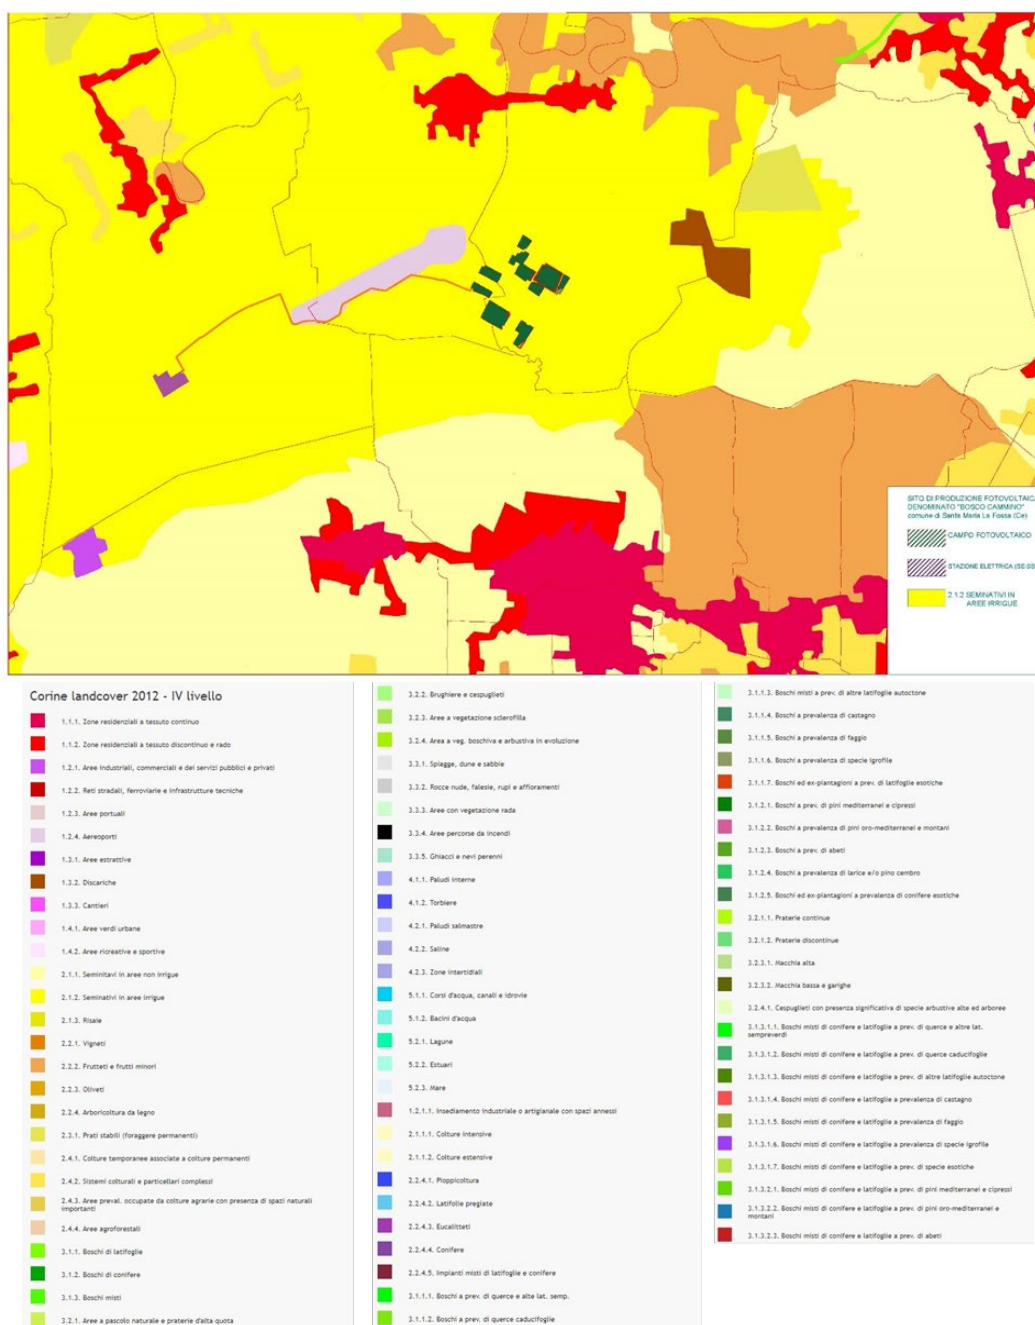 SITO DI PRODUZIONE FOTOVOLTAICA
DENOMINATO "BOSCO CAMMINO"
comune di Santa Maria La Fossa (Ce)
CAMPO FOTOVOLTAICO
STAZIONE ELETTRICA
2.1.2 SEMINATIVI IN
AREE IRRIGUE
Corine landcover 2012 - IV livello
1.1.1. Zone residenziali a tessuto continuo
1.1.2. Zone residenziali a tessuto discontinuo e rado
1.2.1. Aree industriali, commerciali e dei servizi pubblici e privati
1.2.2. Reti stradali, ferroviarie e infrastrutture tecniche
1.2.3. Aree portuali
1.2.4. Aereoporti
1.3.1. Aree estrattive
1.3.2. Discariche
1.3.3. Cantieri
1.4.1. Aree verdi urbane
1.4.2. Aree ricreative e sportive
2.1.1. Seminitavi in aree non irrigue
2.1.2. Seminativi in aree irrigue
2.1.3. Risaie
2.2.1. Vigneti
2.2.2. Frutteti e frutti minori
2.2.3. Oliveti
2.2.4. Arboricoltura da legno
2.3.1. Prati stabili (foraggere permanenti)
2.4.1. Colture temporanee associate a colture permanenti
2.4.2. Sistemi colturali e particellari complessi
2.4.3. Aree preval. occupate da colture agrarie con presenza di spazi naturali
importanti
2.4.4. Aree agroforestali
3.1.1. Boschi di latifoglie
3.1.2. Boschi di conifere
3.1.3. Boschi misti
3.2.1. Aree a pascolo naturale e praterie d'alta quota
3.2.2. Brughiere e cespuglieti
3.2.3. Aree a vegetazione sclerofilla
3.2.4. Area a veg. boschiva e arbustiva in evoluzione
3.3.1. Spiagge, dune e sabbie
3.3.2. Rocce nude, falesie, rupi e affioramenti
3.3.3. Aree con vegetazione rada
3.3.4. Aree percorse da incendi
3.3.5. Ghiacci e nevi perenni
4.1.1. Paludi interne
4.1.2. Torbiere
4.2.1. Paludi salmastre
4.2.2. Saline
4.2.3. Zone intertidiali
5.1.1. Corsi d'acqua, canali e idrovie
5.1.2. Bacini d'acqua
5.2.1. Lagune
5.2.2. Estuari
5.2.3. Mare
1.2.1.1. Insediamento industriale o artigianale con spazi annessi
2.1.1.1. Colture intensive
2.1.1.2. Colture estensive
2.2.4.1. Pioppicoltura
2.2.4.2. Latifolie pregiate
2.2.4.3. Eucalitteti
2.2.4.4. Conifere
2.2.4.5. Impianti misti di latifoglie e conifere
3.1.1.1. Boschi a prev. di querce e alte lat. semp.
3.1.1.2. Boschi a prev. di querce caducifoglie
3.1.1.3. Boschi misti a prev. di altre latifoglie autoctone
3.1.1.4. Boschi a prevalenza di castagno
3.1.1.5. Boschi a prevalenza di faggio
3.1.1.6. Boschi a prevalenza di specie igrofile
3.1.1.7. Boschi ed ex-piantagioni a prev. di latifoglie esotiche
3.1.2.1. Boschi a prev. di pini mediterranei e cipressi
3.1.2.2. Boschi a prevalenza di pini oro-mediterranei e montani
3.1.2.3. Boschi a prev. di abeti
3.1.2.4. Boschi a prevalenza di larice e/o pino cembro
3.1.2.5. Boschi ed ex-piantagioni a prevalenza di conifere esotiche
3.2.1.1. Praterie continue
3.2.1.2. Praterie discontinue
3.2.3.1. Macchia alta
3.2.3.2. Macchia bassa e garighe
3.2.4.1. Cespuglieti con presenza significativa di specie arbustive alte ed arboree
3.1.3.1.1. Boschi misti di conifere e latifoglie a prev. di querce e altre lat.
sempreverdi
3.1.3.1.2. Boschi misti di conifere e latifoglie a prev. di querce caducifoglie
3.1.3.1.3. Boschi misti di conifere e latifoglie a prev. di altre latifoglie autoctone
3.1.3.1.4. Boschi misti di conifere e latifoglie a prevalenza di castagno
3.1.3.1.5. Boschi misti di conifere e latifoglie a prevalenza di faggio
3.1.3.1.6. Boschi misti di conifere e latifoglie a prevalenza di specie igrofile
3.1.3.1.7. Boschi misti di conifere e latifoglie a prev. di specie esotiche
3.1.3.2.1. Boschi misti di conifere e latifoglie a prev. di pini mediterranei e cipressi
3.1.3.2.2. Boschi misti di conifere e latifoglie a prev. di pini oro-mediterranei e
montani
3.1.3.2.3. Boschi misti di conifere e latifoglie a prev. di abeti